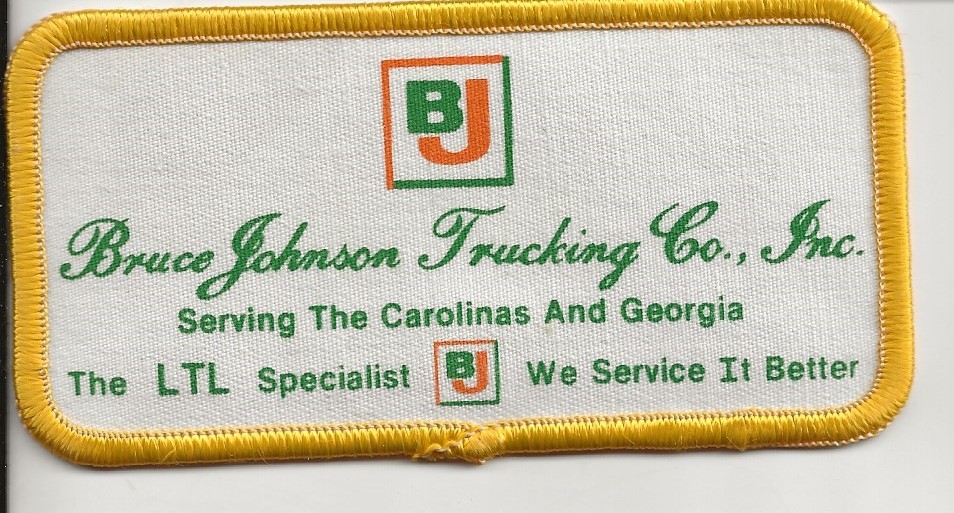 BJ
Bruce Johnson Trucking Co., Inc.
Serving The Carolinas And Georgia
The LTL Specialist BJ We Service It Better